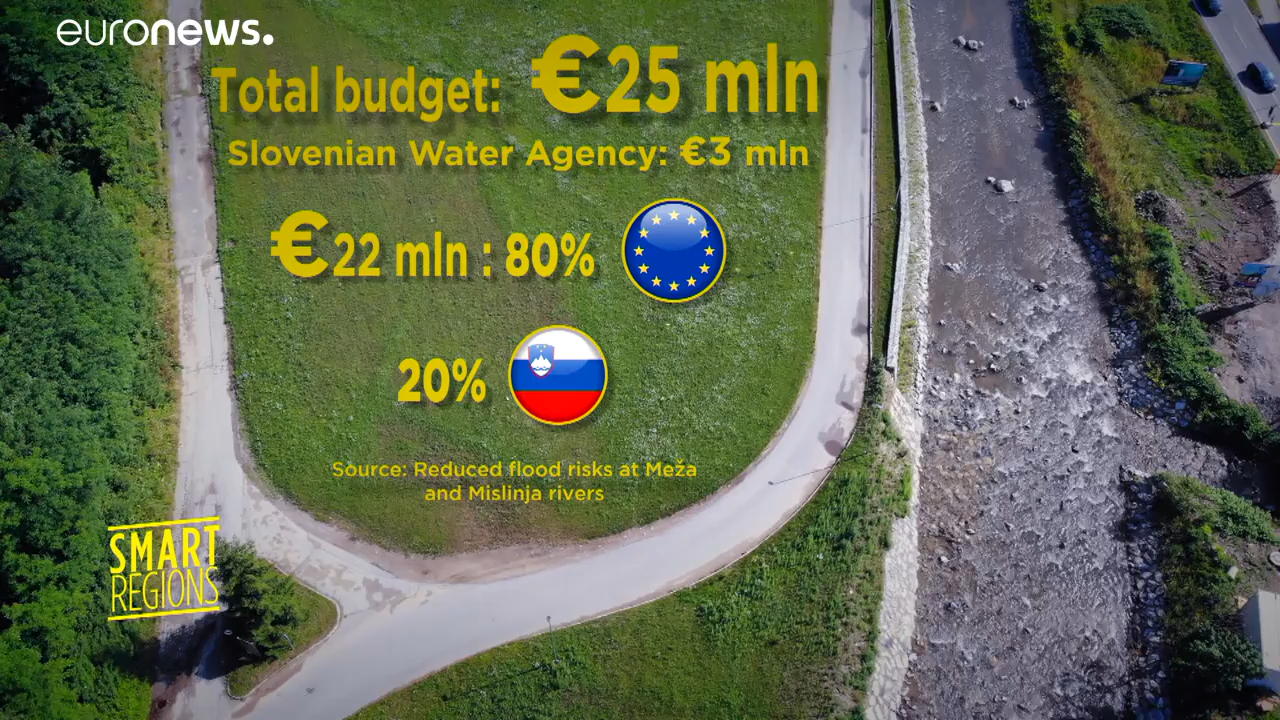 euronews.
Total budget: €25 mln
Slovenian Water Agency: €3 mln
€22 mln : 80%
20%
Source: Reduced flood risks at Meža
and Mislinja rivers
SMART
REGIONS